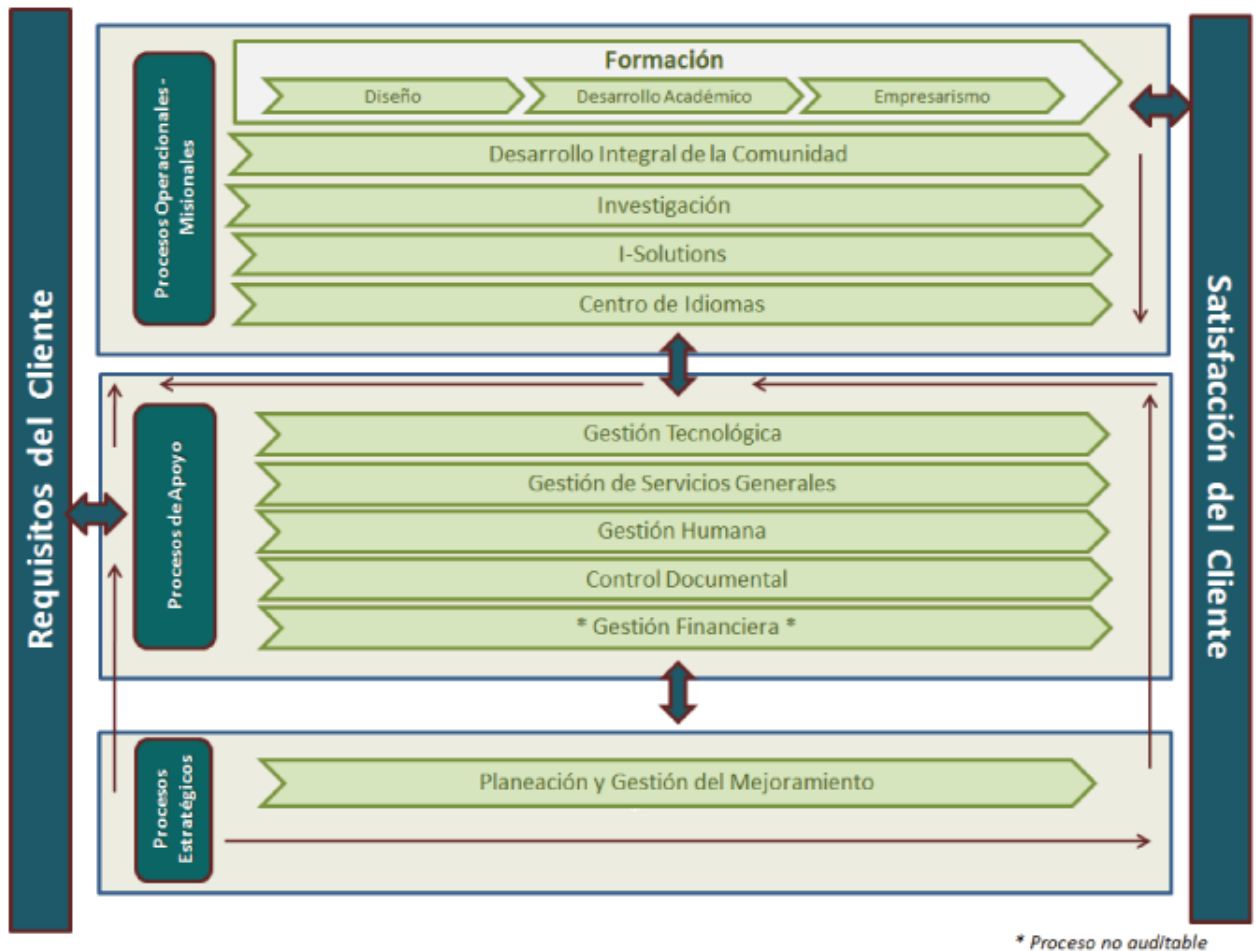 Requisitos del Cliente
Procesos Operacionales -
Misionales
Formación
Diseño
Desarrollo Académico
Empresarismo
Desarrollo Integral de la Comunidad
Investigación
I-Solutions
Centro de Idiomas
Procesos de Apoyo
Gestión Tecnológica
Gestión de Servicios Generales
Gestión Humana
Control Documental
* Gestión Financiera *
Procesos
Estratégicos
Planeación y Gestión del Mejoramiento
Satisfacción del Cliente
* Proceso no auditable